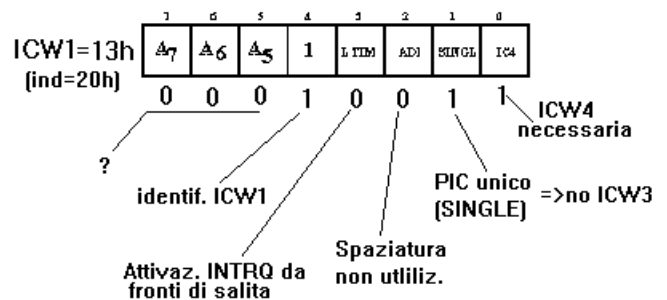 7 6 5 4 3 2 1 0
ICW1=13h A7 A6 A5 1 LTIM ADI SINGL IC4
(ind=20h)
0 0 0 1 0 0 1 1
ICW4
necessaria
?
identif. ICW1
PIC unico
(SINGLE)
=>no ICW3
Spaziatura
non utliliz.
Attivaz. INTRQ da
fronti di salita